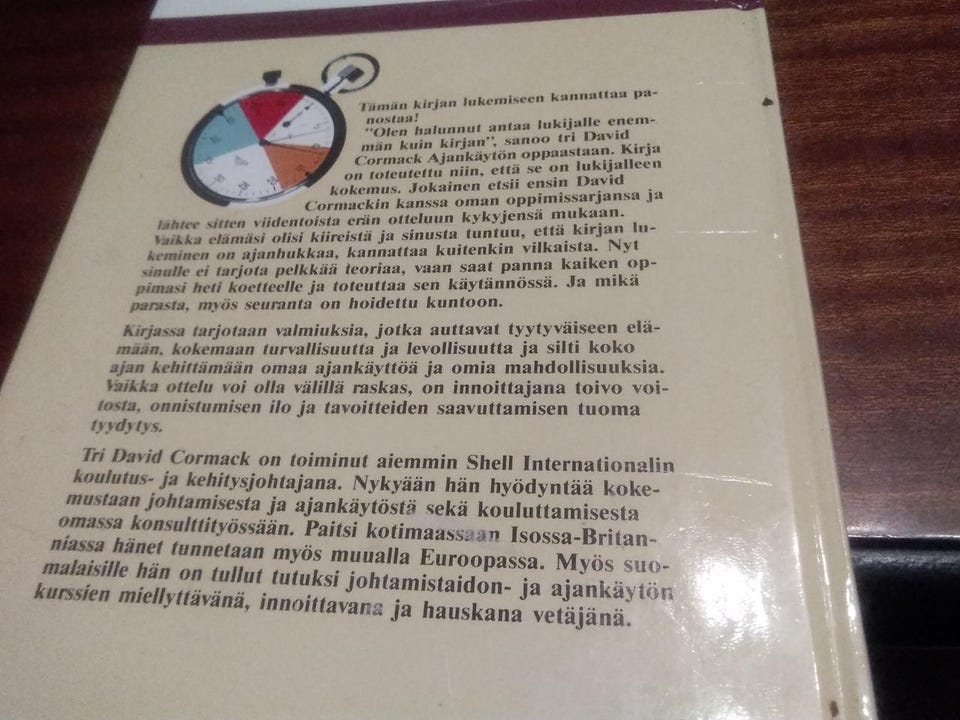 Tämän kirjan lukemiseen kannattaa pa-
nostaa!
"Olen halunnut antaa lukijalle enem-
män kuin kirjan", sanoo tri David
Cormack Ajankäytön oppaastaan. Kirja
on toteutettu niin, että se on lukijalleen
kokemus. Jokainen etsii ensin David
Cormackin kanssa oman oppimissarjansa ja
lähtee sitten viidentoista erän otteluun kykyjensä mukaan.
Vaikka elämäsi olisi kiireistä ja sinusta tuntuu, että kirjan lu-
keminen on ajanhukkaa, kannattaa kuitenkin vilkaista. Nyt
sinulle ei tarjota pelkkää teoriaa, vaan saat panna kaiken op-
pimasi heti koetteelle ja toteuttaa sen käytännössä. Ja mikä
parasta, myös seuranta on hoidettu kuntoon.
Kirjassa tarjotaan valmiuksia, jotka auttavat tyytyväiseen elä-
mään, kokemaan turvallisuutta ja levollisuutta ja silti koko
ajan kehittämään omaa ajankäyttöä ja omia mahdollisuuksia.
Vaikka ottelu voi olla välillä raskas, on innoittajana toivo voi-
tosta, onnistumisen ilo ja tavoitteiden saavuttamisen tuoma
tyydytys.
Tri David Cormack on toiminut aiemmin Shell Internationalin
koulutus- ja kehitysjohtajana. Nykyään hän hyödyntää koke-
mustaan johtamisesta ja ajankäytöstä sekä kouluttamisesta
omassa konsulttityössään. Paitsi kotimaassaan Isossa-Britan-
niassa hänet tunnetaan myös muualla Euroopassa. Myös suo-
malaisille hän on tullut tutuksi johtamistaidon- ja ajankäytön
kurssien miellyttävänä, innoittavana ja hauskana vetäjänä.